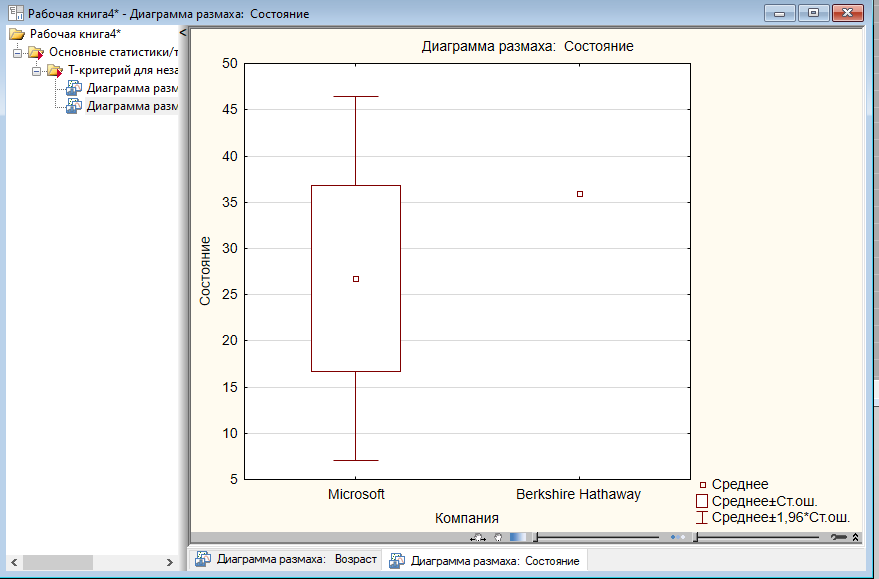 Рабочая книга4* - Диаграмма размаха: Состояние
Рабочая книга4*
Основные статистики/т
Т-критерий для неза
Диаграмма разм
Диаграмма разм
Диаграмма размаха: Состояние
50
45
40
35
30
25
20
15
10
5
Состояние
Microsoft
Berkshire Hathaway
Компания
Среднее
Среднее±Ст.ош.
Среднее±1,96*Ст.ош.
Диаграмма размаха: Возраст
Диаграмма размаха: Состояние